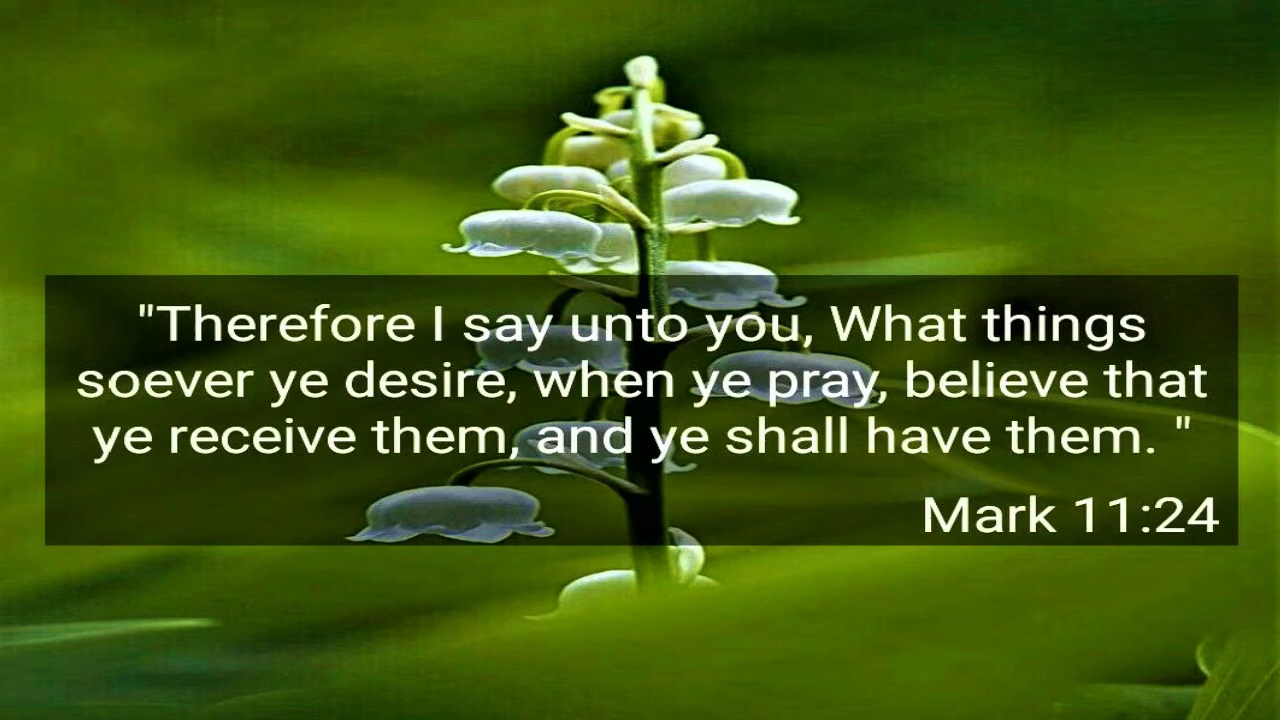 "Therefore I say unto you, What things
soever ye desire, when ye pray, believe that
ye receive them, and ye shall have them. "
Mark 11:24